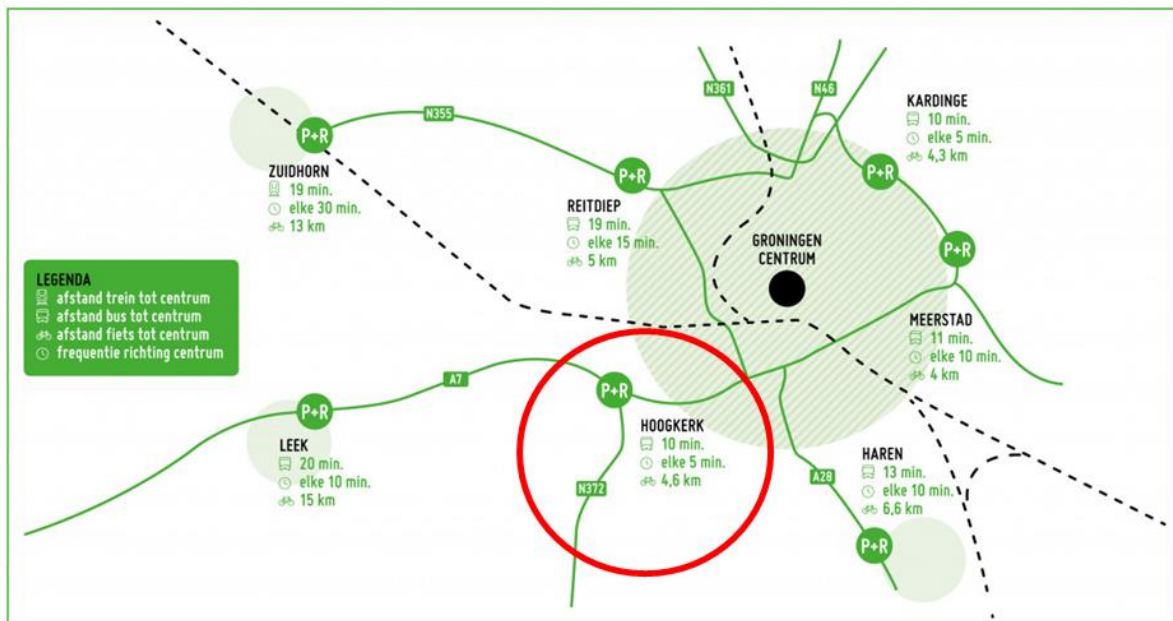 N361
N46
N355
P+R
KARDINGE
10 min.
elke 5 min.
4,3 km
P+R
ZUIDHORN
19 min.
elke 30 min.
13 km
P+R
REITDIEP
19 min.
elke 15 min.
5 km
P+R
GRONINGEN
CENTRUM
P+R
MEERSTAD
11 min.
elke 10 min.
4 km
LEGENDA
afstand trein tot centrum
afstand bus tot centrum
afstand fiets tot centrum
frequentie richting centrum
A7
P+R
LEEK
20 min.
elke 10 min.
15 km
P+R
HOOGKERK
10 min.
elke 5 min.
4,6 km
N372
A28
HAREN
13 min.
elke 10 min.
6,6 km
P+R